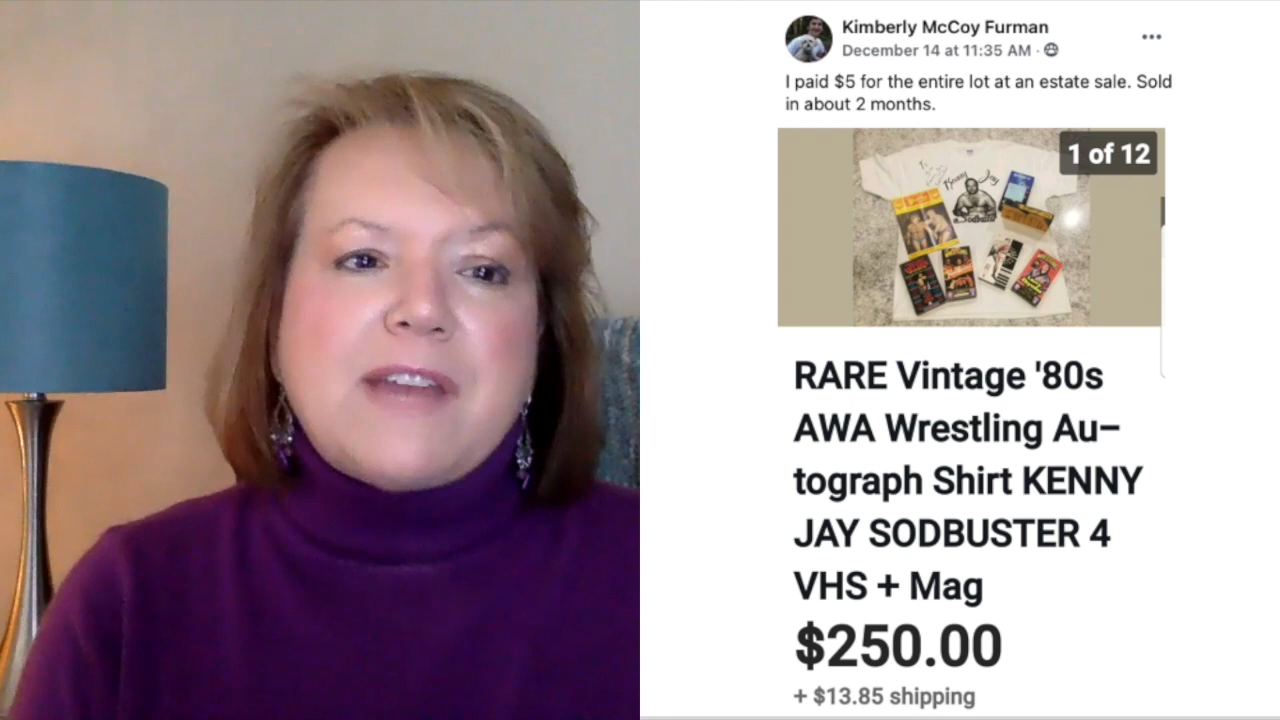 Kimberly McCoy Furman
December 14 at 11:35 AM ·
I paid $5 for the entire lot at an estate sale. Sold
in about 2 months.
1 of 12
Kenny Jay
RARE Vintage '80s
AWA Wrestling Au–
tograph Shirt KENNY
JAY SODBUSTER 4
VHS + Mag
$250.00
+ $13.85 shipping